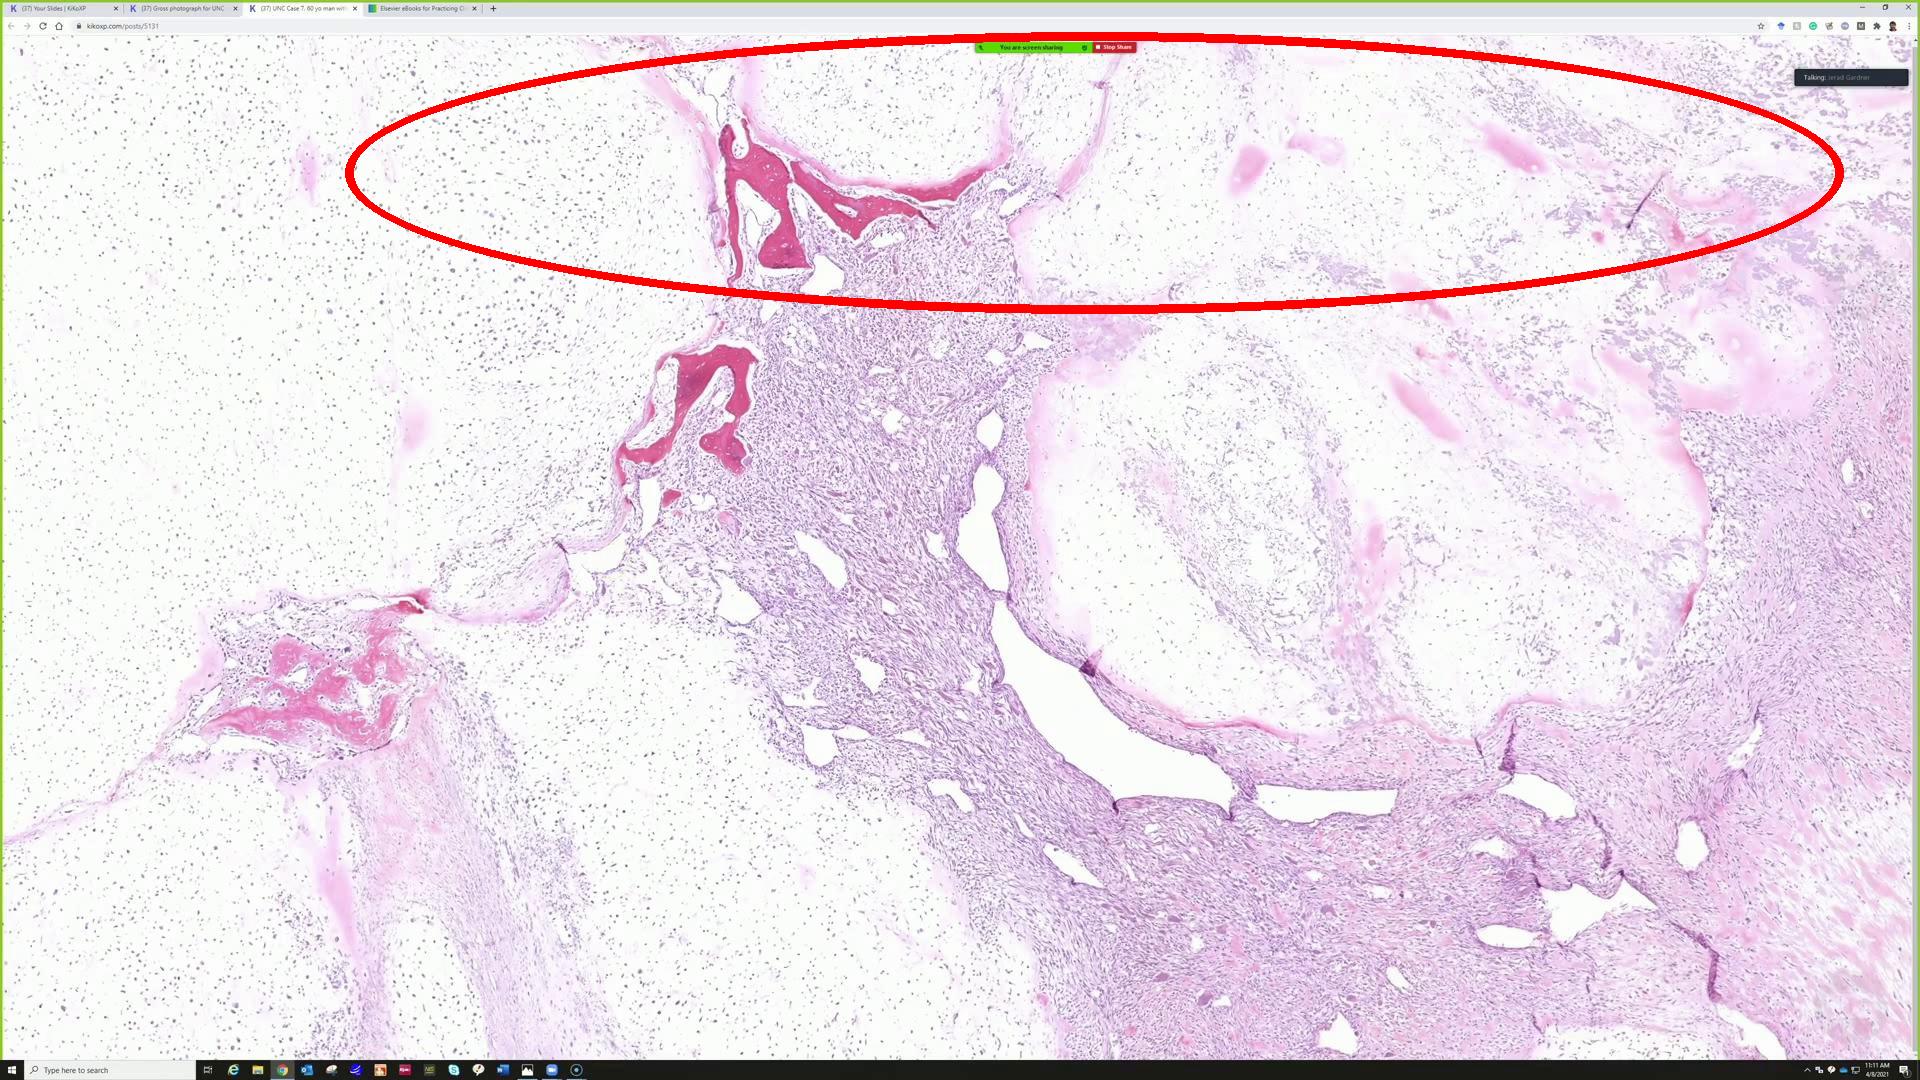 (37) Your Slides | KiKoXP
(37) Gross photograph for UNC
(37) UNC Case 7. 60 yo man with
Elsevier eBooks for Practicing Cli
kikoxp.com/posts/5131
You are screen sharing
Stop Share
Talking: Jerad Gardner
Type here to search
11:11 AM
4/8/2021